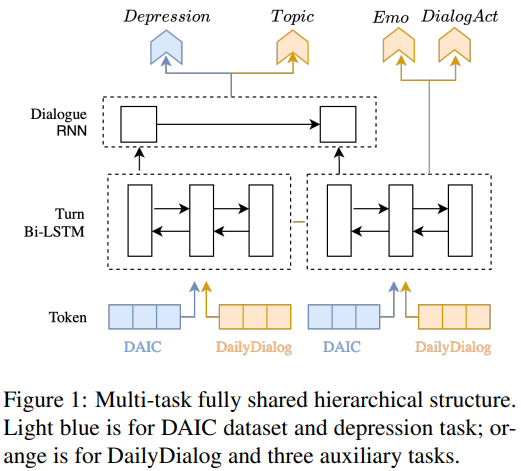 Depression Topic Emo DialogAct
Dialogue
RNN
Turn
Bi-LSTM
Token
DAIC DailyDialog DAIC DailyDialog
Figure 1: Multi-task fully shared hierarchical structure.
Light blue is for DAIC dataset and depression task; or-
ange is for DailyDialog and three auxiliary tasks.